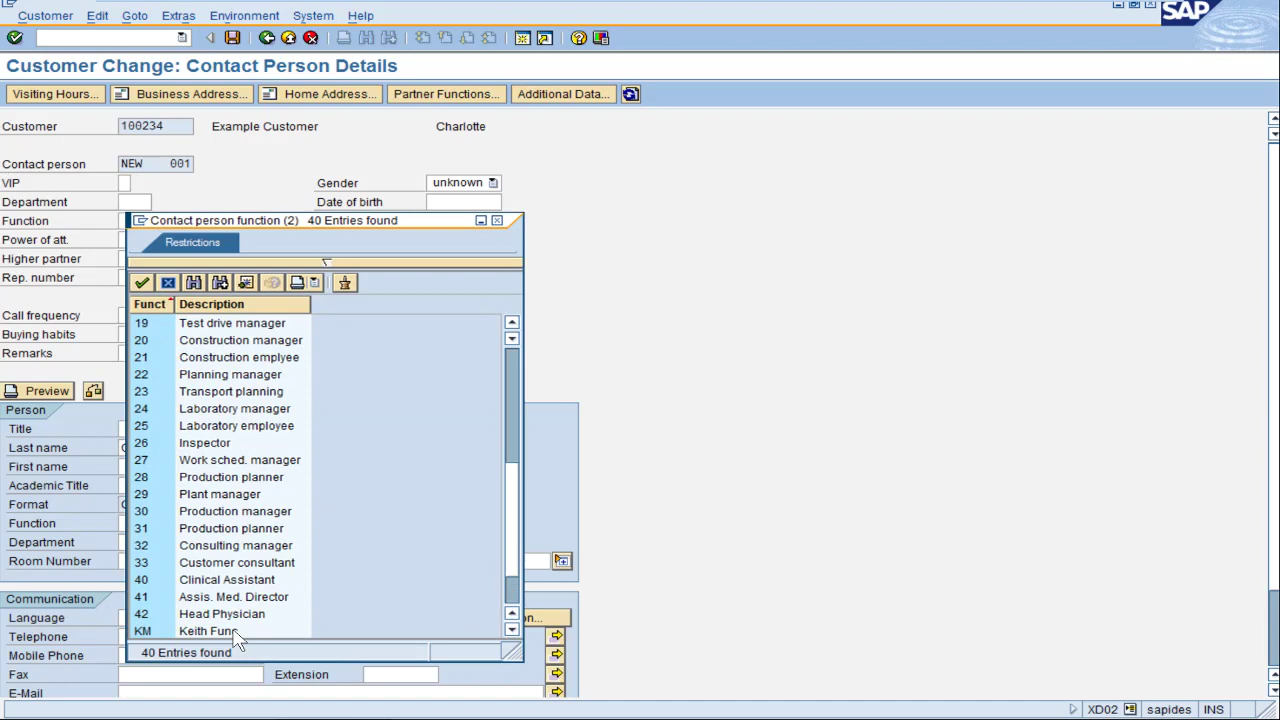 Customer Edit Goto Extras Environment System Help
SAP
Customer Change: Contact Person Details
Visiting Hours... Business Address... Home Address... Partner Functions... Additional Data...
Customer 100234 Example Customer Charlotte
Contact person NEW 001
VIP Gender unknown
Department Date of birth
Function
Contact person function (2) 40 Entries found
Power of att.
Restrictions
Higher partner
Rep. number
Funct Description
Call frequency
19 Test drive manager
Buying habits
20 Construction manager
Remarks
21 Construction emplyee
22 Planning manager
Preview
23 Transport planning
Person
24 Laboratory manager
Title
25 Laboratory employee
Last name
26 Inspector
First name
27 Work sched. manager
28 Production planner
Academic Title
29 Plant manager
Format
30 Production manager
Function
31 Production planner
Department
32 Consulting manager
Room Number
33 Customer consultant
40 Clinical Assistant
Communication
41 Assis. Med. Director
Language
42 Head Physician
Telephone
KM Keith Func
Mobile Phone
40 Entries found
Fax Extension
E-Mail
XD02 sapides INS